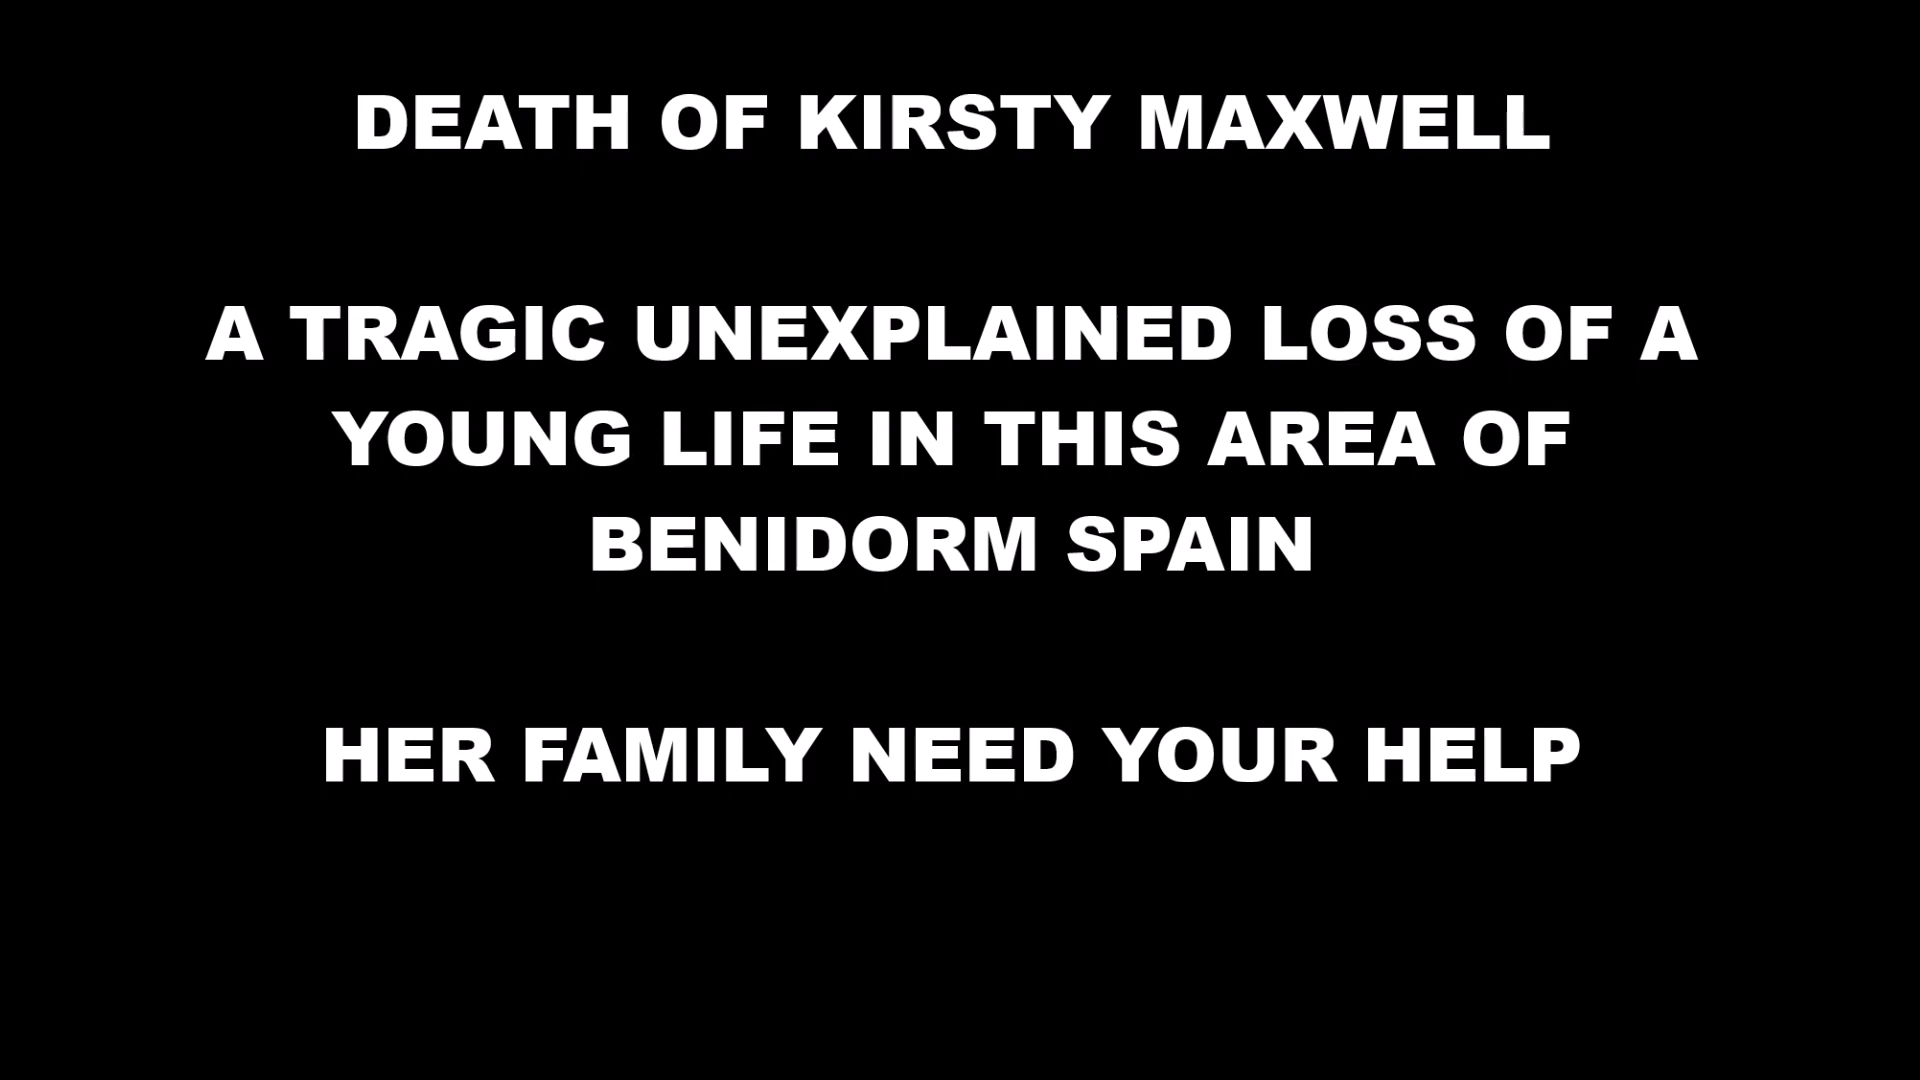 DEATH OF KIRSTY MAXWELL
A TRAGIC UNEXPLAINED LOSS OF A
YOUNG LIFE IN THIS AREA OF
BENIDORM SPAIN
HER FAMILY NEED YOUR HELP